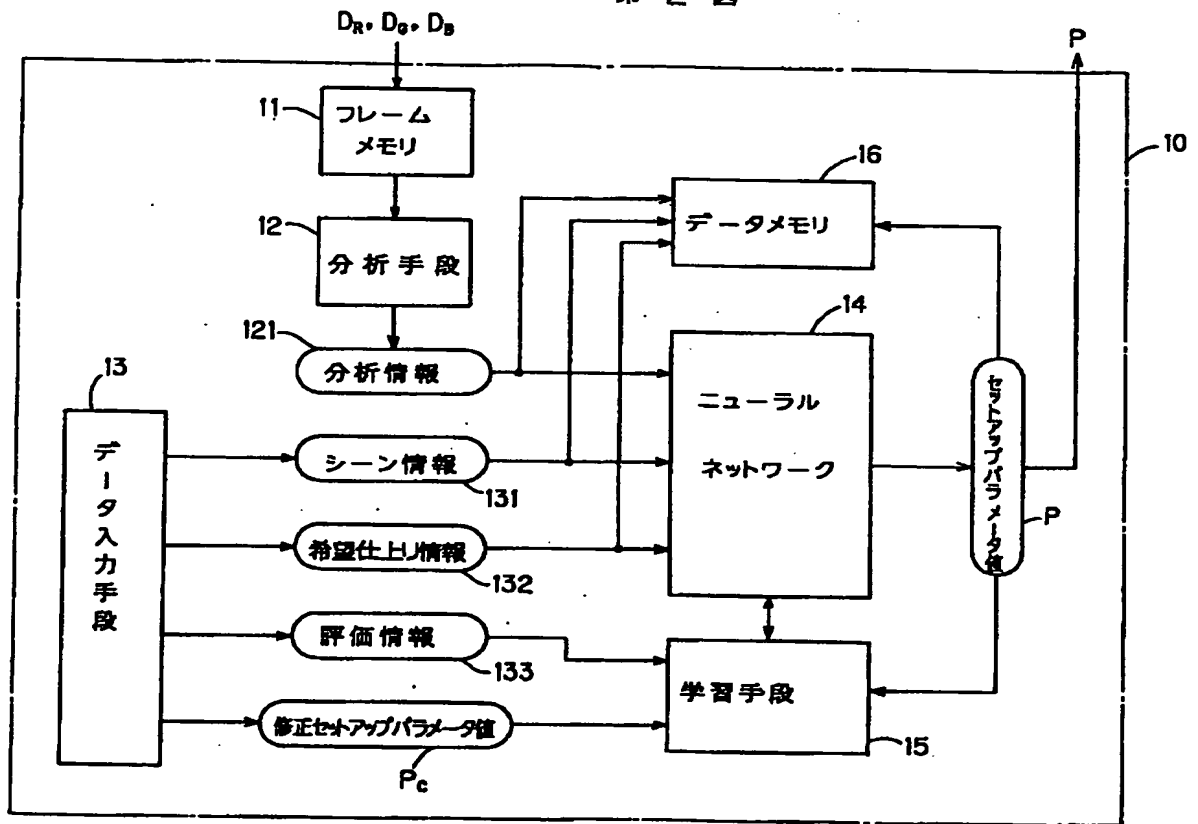 D_R, D_G, D_B
P
11
フレーム
メモリ
10
16
データメモリ
12
分析手段
14
121
分析情報
ニューラル
ネットワーク
13
データ入力手段
シーン情報
131
セットアップパラメータ値
P
希望仕上り情報
132
評価情報
133
学習手段
15
修正セットアップパラメータ値
P_C